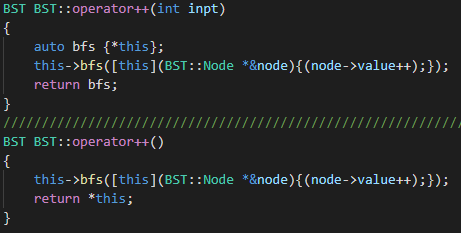 BST BST::operator++(int inpt)
{
    auto bfs {*this};
    this->bfs([this](BST::Node *&node){(node->value++);});
    return bfs;
}
////////////////////////////////////////////////////////////////
BST BST::operator++()
{
    this->bfs([this](BST::Node *&node){(node->value++);});
    return *this;
}